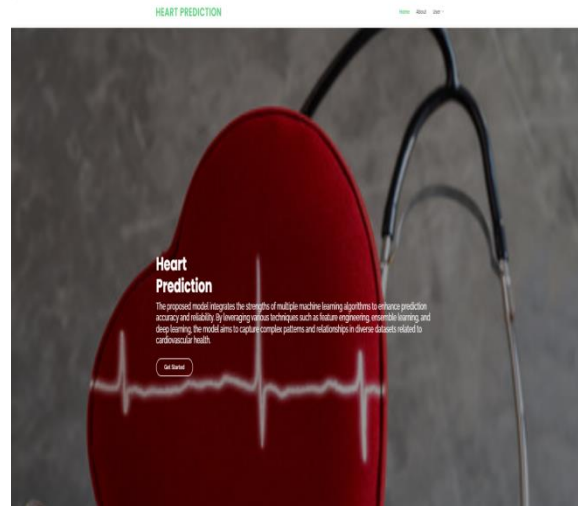 HEART PREDICTION
Home About User
Heart
Prediction
The proposed model integrates the strengths of multiple machine learning algorithms to enhance prediction
accuracy and reliability. By leveraging various techniques such as feature engineering, ensemble learning, and
deep learning, the model aims to capture complex patterns and relationships in diverse datasets related to
cardiovascular health.
Get Started